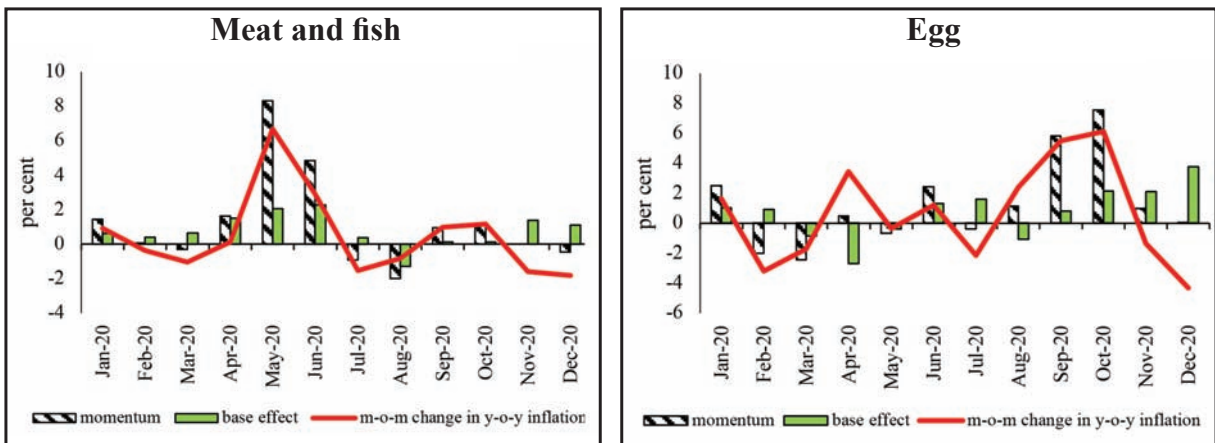 Meat and fish
per cent
10
8
6
4
2
0
-2
-4
Jan-20
Feb-20
Mar-20
Apr-20
May-20
Jun-20
Jul-20
Aug-20
Sep-20
Oct-20
Nov-20
Dec-20
momentum
base effect
m-o-m change in y-o-y inflation
Egg
per cent
10
8
6
4
2
0
-2
-4
-6
Jan-20
Feb-20
Mar-20
Apr-20
May-20
Jun-20
Jul-20
Aug-20
Sep-20
Oct-20
Nov-20
Dec-20
momentum
base effect
m-o-m change in y-o-y inflation